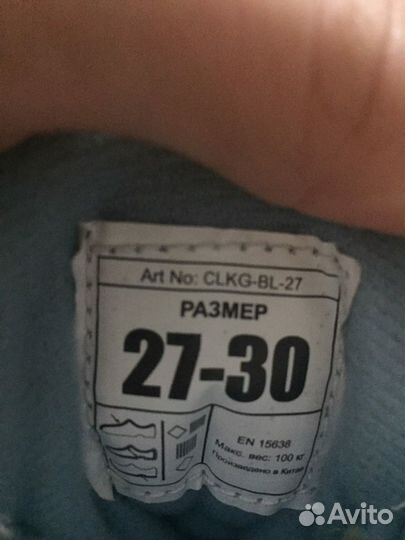 Art No: CLKG-BL-27
РАЗМЕР
27-30
EN 15638
Макс. вес: 100 кг
Произведено в Китае
Avito